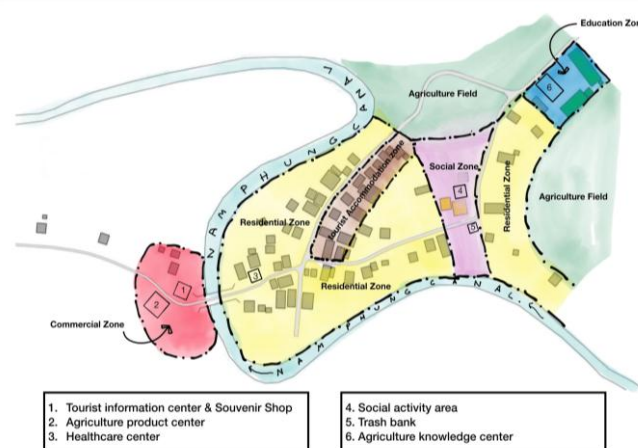 Education Zon
6
Agriculture Field
NAM PHUNG CANAL
Tourist Accommodation zone
Social Zone
4
Residential Zone
Agriculture Field
Residential Zone
5
3
1
2
Residential Zone
Commercial Zone
NAM PHUNG CANAL
1. Tourist information center & Souvenir Shop
2. Agriculture product center
3. Healthcare center
4. Social activity area
5. Trash bank
6. Agriculture knowledge center